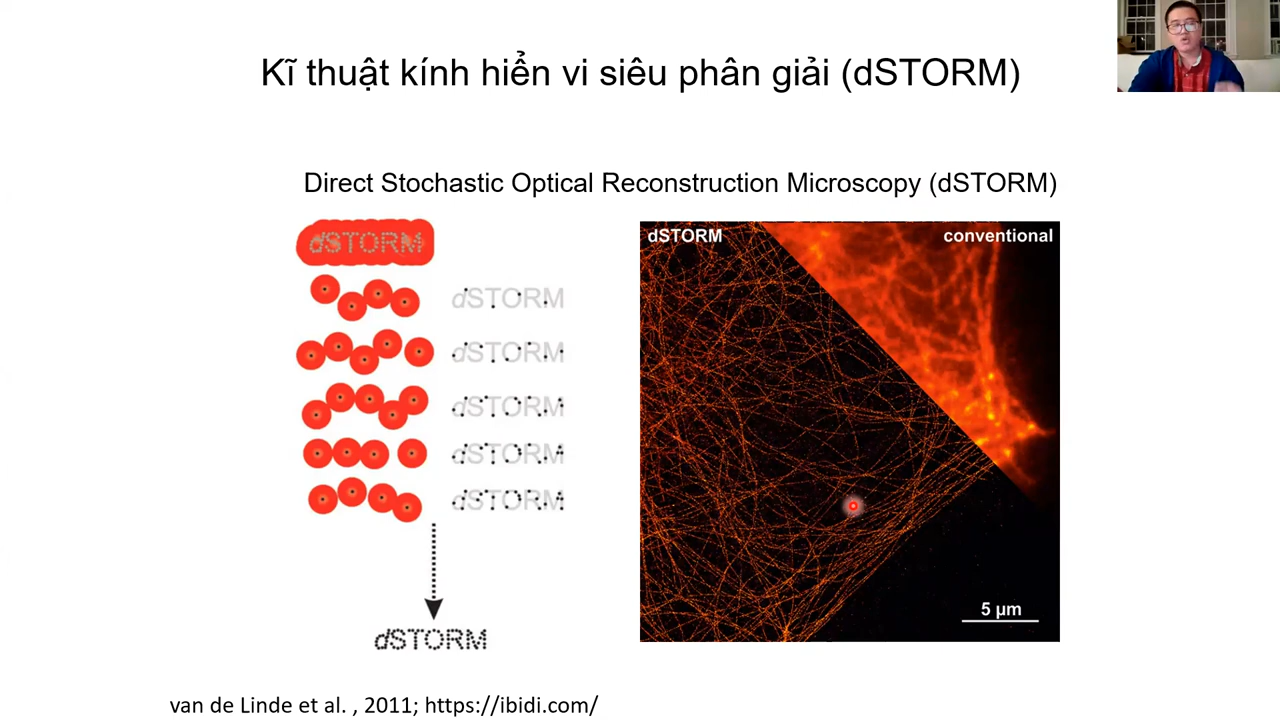 Kĩ thuật kính hiển vi siêu phân giải (dSTORM)
Direct Stochastic Optical Reconstruction Microscopy (dSTORM)
dSTORM
dSTORM
dSTORM
dSTORM
dSTORM
dSTORM
dSTORM
dSTORM
conventional
5 µm
van de Linde et al. , 2011; https://ibidi.com/